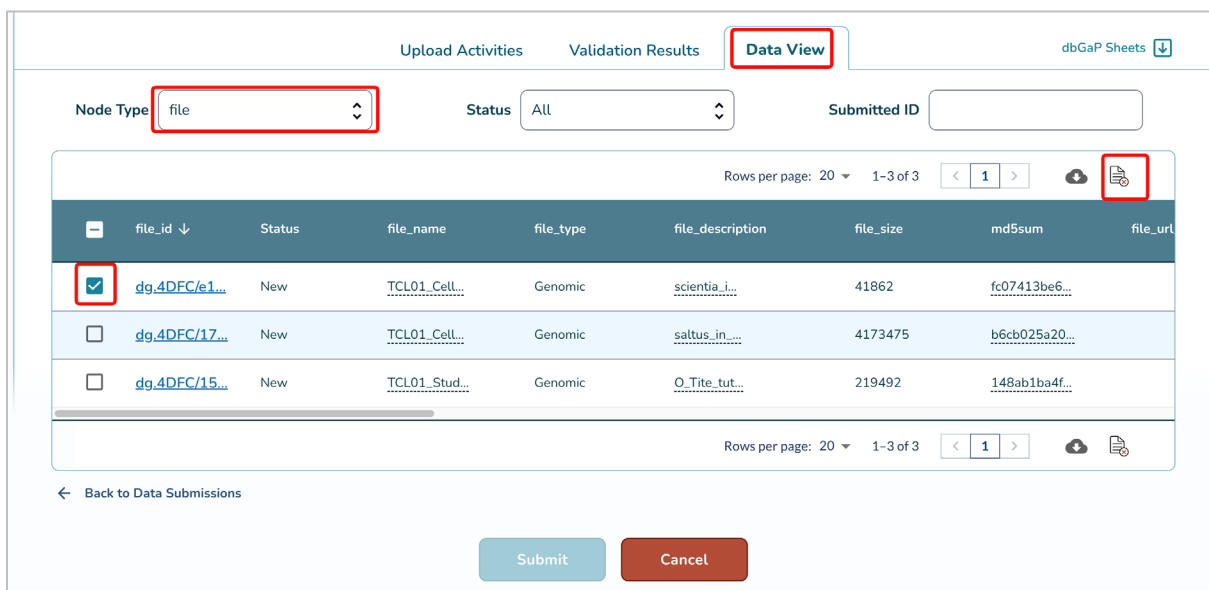 Upload Activities Validation Results Data View dbGaP Sheets
Node Type file Status All Submitted ID
Rows per page: 20 1–3 of 3 1
file_id Status file_name file_type file_description file_size md5sum file_url
dg.4DFC/e1... New TCL01_Cell... Genomic scientia_i... 41862 fc07413be6...
dg.4DFC/17... New TCL01_Cell... Genomic saltus_in_... 4173475 b6cb025a20...
dg.4DFC/15... New TCL01_Stud... Genomic O_Tite_tut... 219492 148ab1ba4f...
Rows per page: 20 1–3 of 3 1
Back to Data Submissions
Submit Cancel